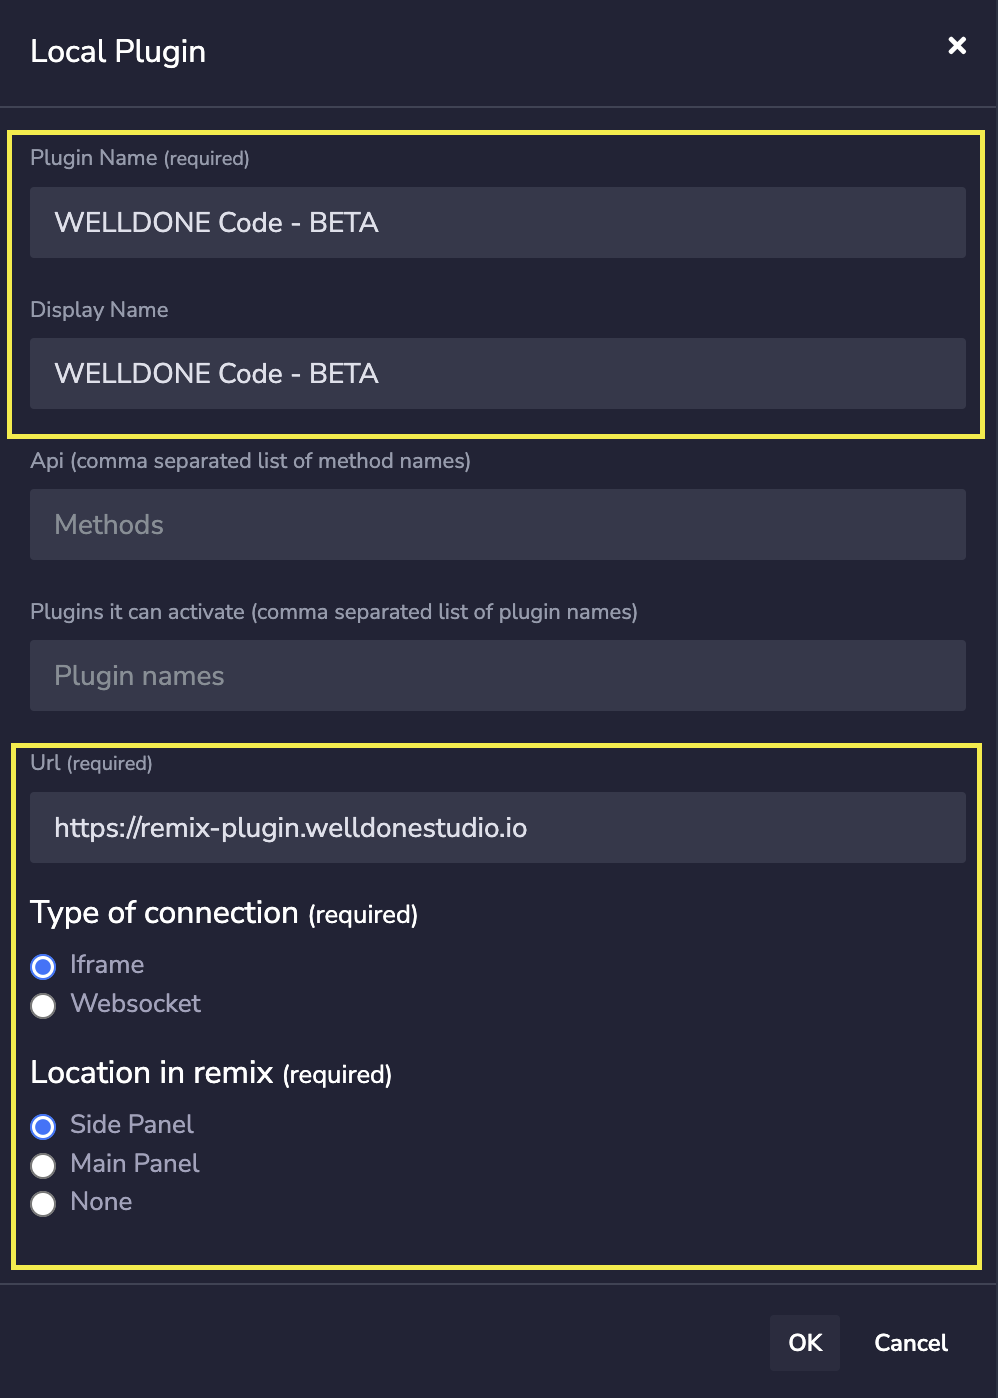 Local Plugin
Plugin Name (required)
WELLDONE Code - BETA
Display Name
WELLDONE Code - BETA
Api (comma separated list of method names)
Methods
Plugins it can activate (comma separated list of plugin names)
Plugin names
Url (required)
https://remix-plugin.welldonestudio.io
Type of connection (required)
Iframe
Websocket
Location in remix (required)
Side Panel
Main Panel
None
OK Cancel